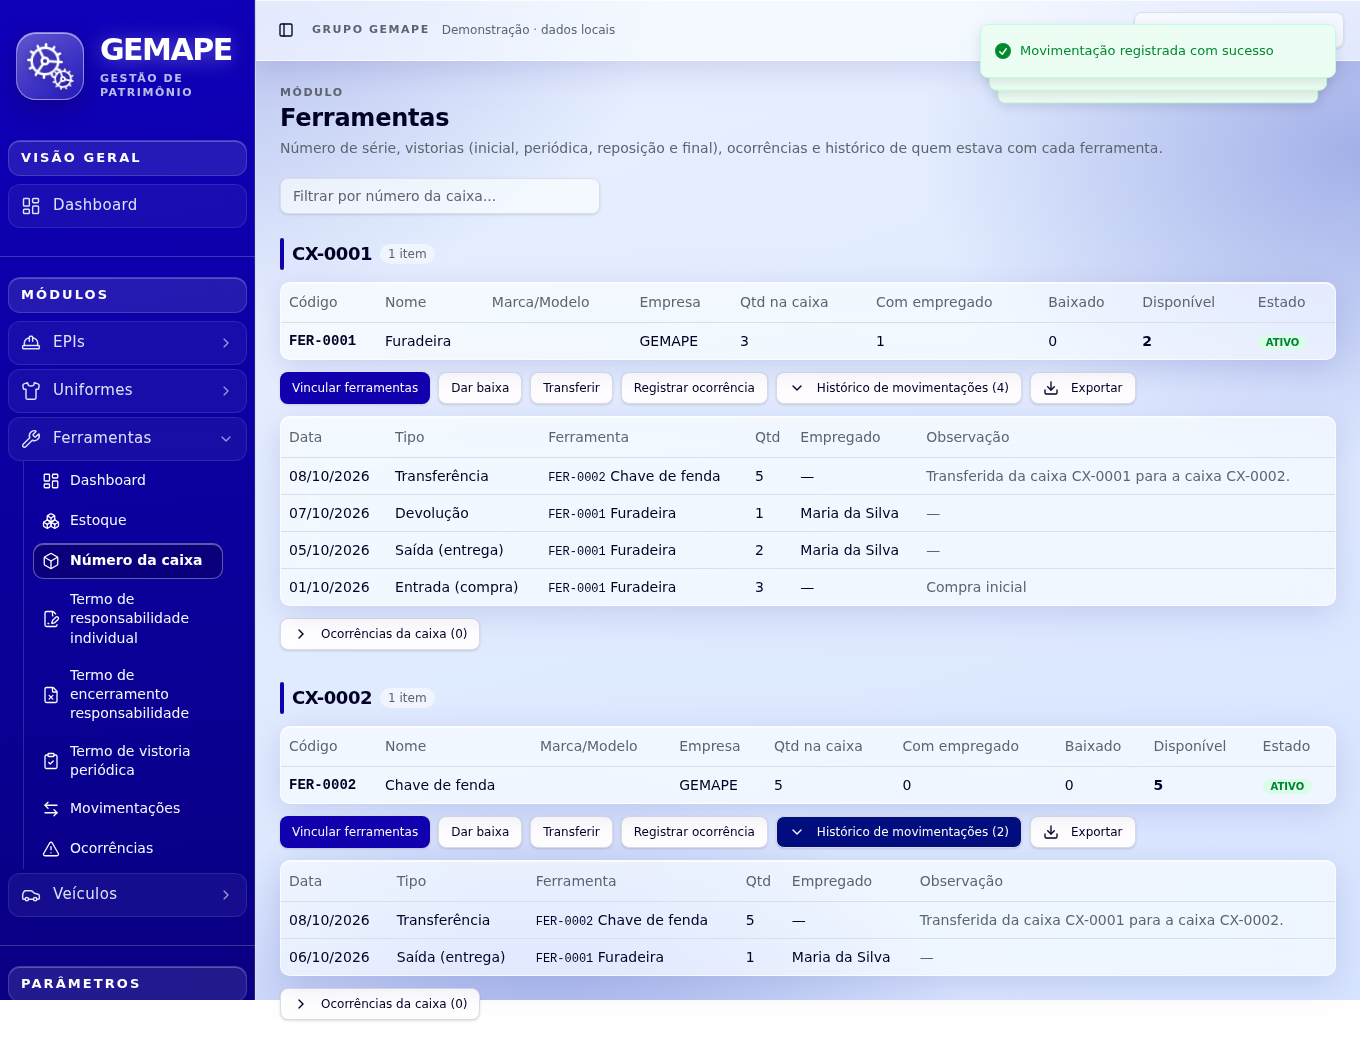 GEMAPE
GESTÃO DE
PATRIMÔNIO
VISÃO GERAL
Dashboard
MÓDULOS
EPIs
Uniformes
Ferramentas
Dashboard
Estoque
Número da caixa
Termo de
responsabilidade
individual
Termo de
encerramento
responsabilidade
Termo de vistoria
periódica
Movimentações
Ocorrências
Veículos
PARÂMETROS
GRUPO GEMAPE Demonstração · dados locais
Movimentação registrada com sucesso
MÓDULO
Ferramentas
Número de série, vistorias (inicial, periódica, reposição e final), ocorrências e histórico de quem estava com cada ferramenta.
Filtrar por número da caixa...
CX-0001 1 item
Código Nome Marca/Modelo Empresa Qtd na caixa Com empregado Baixado Disponível Estado
FER-0001 Furadeira GEMAPE 3 1 0 2 ATIVO
Vincular ferramentas Dar baixa Transferir Registrar ocorrência Histórico de movimentações (4) Exportar
Data Tipo Ferramenta Qtd Empregado Observação
08/10/2026 Transferência FER-0002 Chave de fenda 5 — Transferida da caixa CX-0001 para a caixa CX-0002.
07/10/2026 Devolução FER-0001 Furadeira 1 Maria da Silva —
05/10/2026 Saída (entrega) FER-0001 Furadeira 2 Maria da Silva —
01/10/2026 Entrada (compra) FER-0001 Furadeira 3 — Compra inicial
Ocorrências da caixa (0)
CX-0002 1 item
Código Nome Marca/Modelo Empresa Qtd na caixa Com empregado Baixado Disponível Estado
FER-0002 Chave de fenda GEMAPE 5 0 0 5 ATIVO
Vincular ferramentas Dar baixa Transferir Registrar ocorrência Histórico de movimentações (2) Exportar
Data Tipo Ferramenta Qtd Empregado Observação
08/10/2026 Transferência FER-0002 Chave de fenda 5 — Transferida da caixa CX-0001 para a caixa CX-0002.
06/10/2026 Saída (entrega) FER-0001 Furadeira 1 Maria da Silva —
Ocorrências da caixa (0)